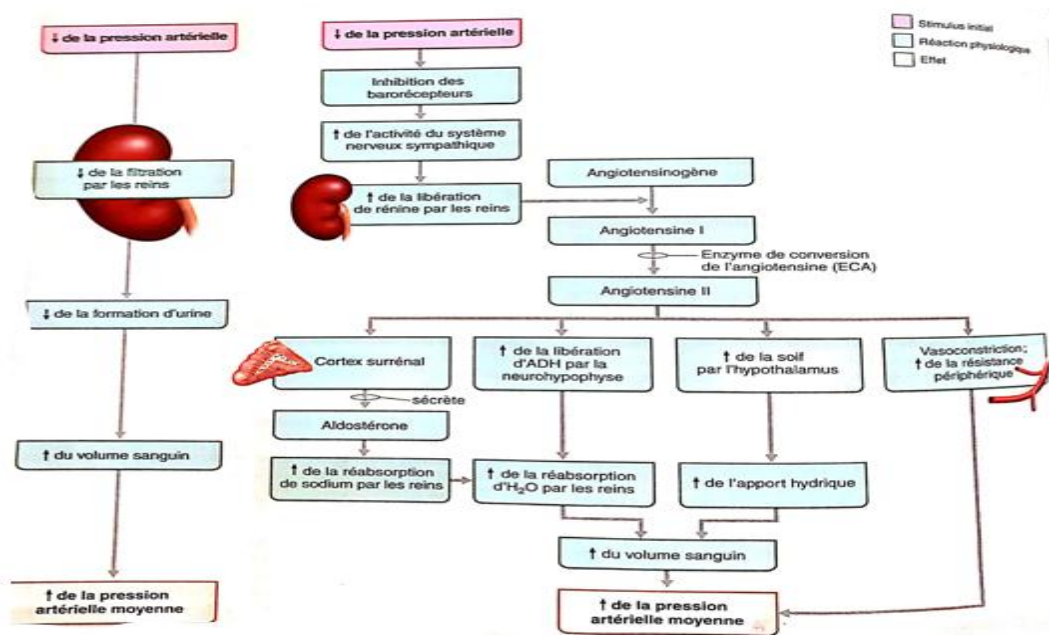 ↓ de la pression artérielle
↓ de la filtration
par les reins
↓ de la formation d'urine
↑ du volume sanguin
↑ de la pression
artérielle moyenne
↓ de la pression artérielle
Inhibition des
barorécepteurs
↑ de l'activité du système
nerveux sympathique
↑ de la libération
de rénine par les reins
Angiotensinogène
Angiotensine I
Enzyme de conversion
de l'angiotensine (ECA)
Angiotensine II
Cortex surrénal
sécrète
Aldostérone
↑ de la réabsorption
de sodium par les reins
↑ de la libération
d'ADH par la
neurohypophyse
↑ de la réabsorption
d'H₂O par les reins
↑ de la soif
par l'hypothalamus
↑ de l'apport hydrique
Vasoconstriction;
↑ de la résistance
périphérique
↑ du volume sanguin
↑ de la pression
artérielle moyenne
Stimulus initial
Réaction physiologique
Effet